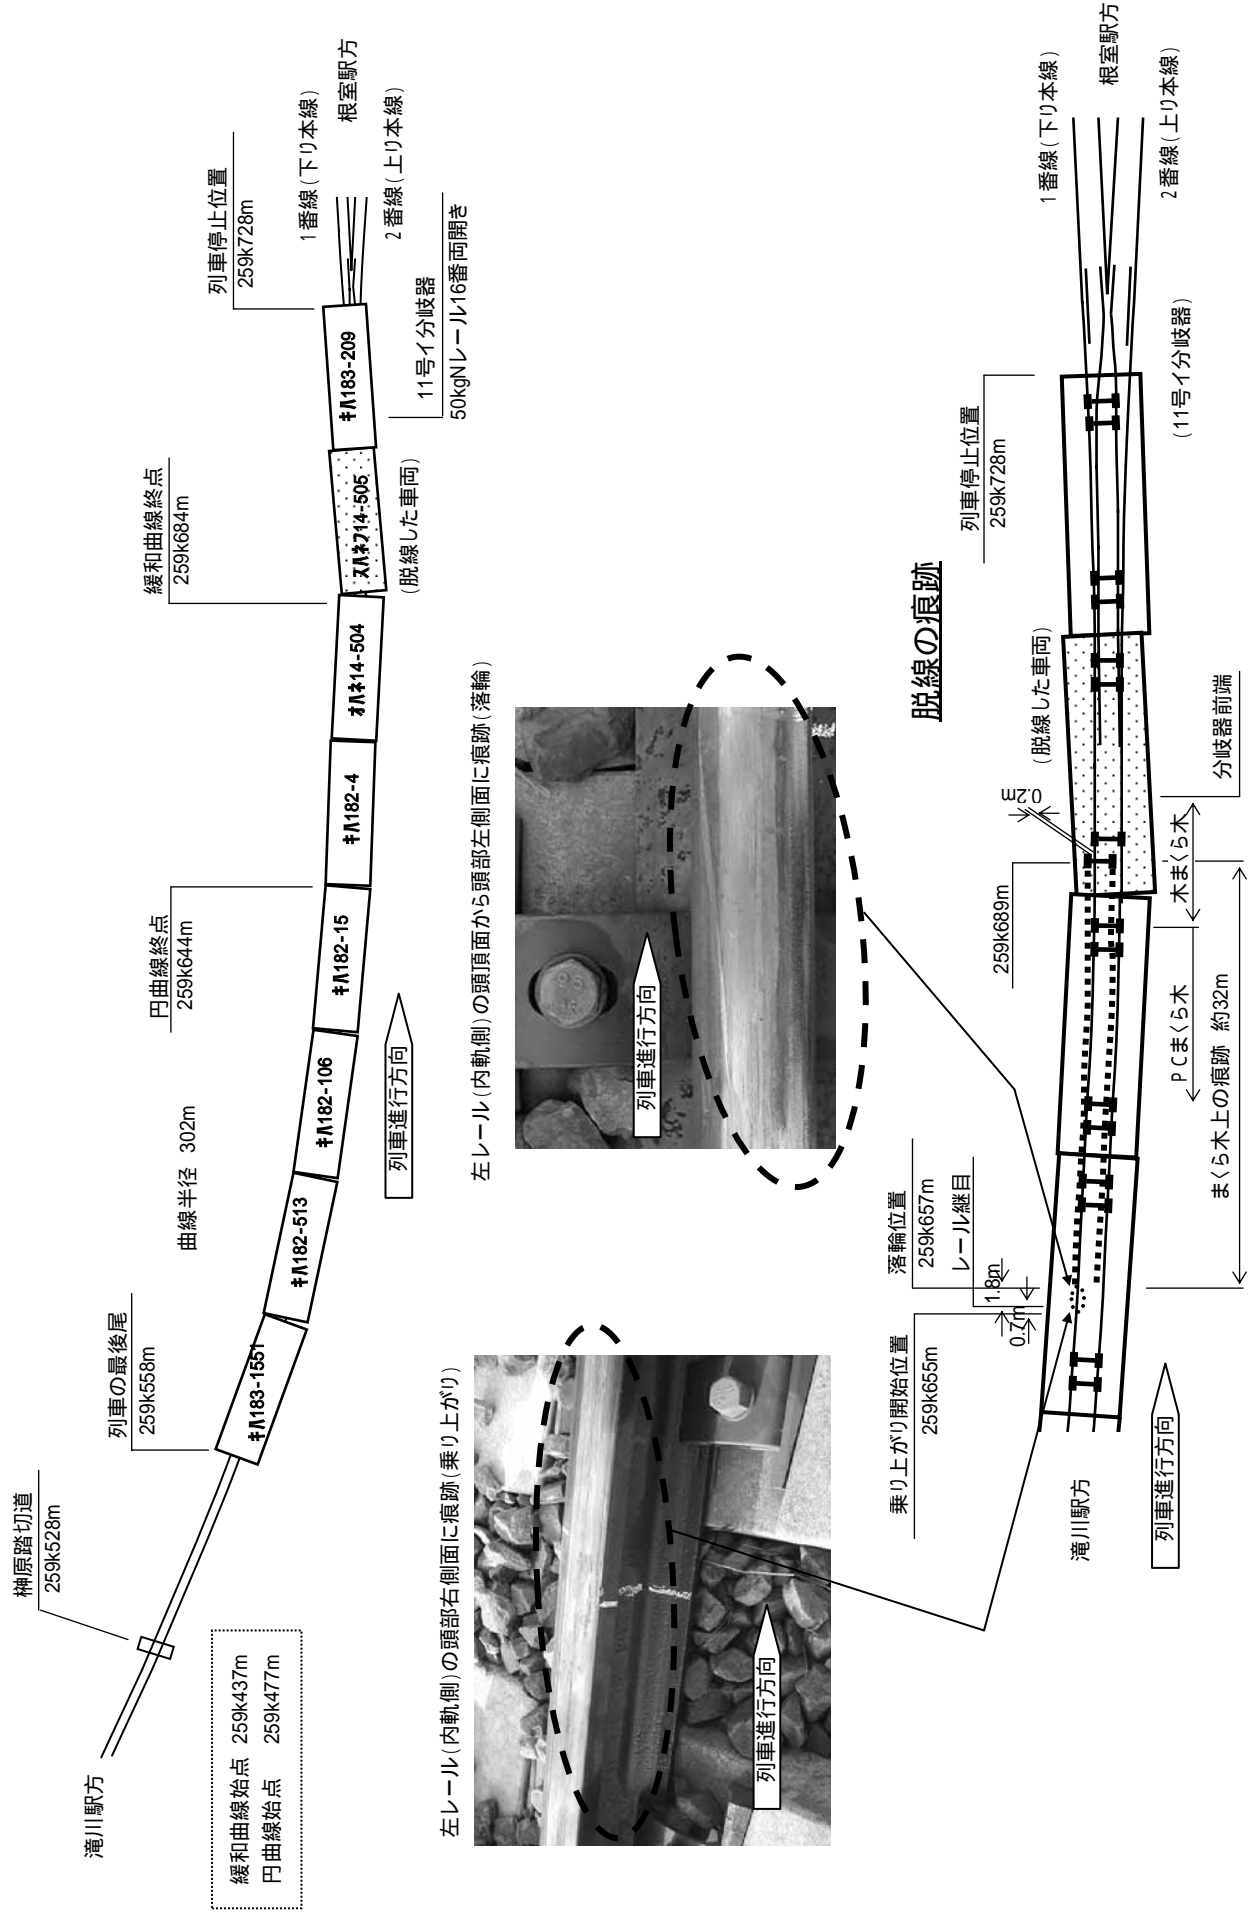 滝川駅方
榊原踏切道
259k528m
列車の最後尾
259k558m
曲線半径 302m
円曲線終点
259k644m
緩和曲線終点
259k684m
列車停止位置
259k728m
1番線(下り本線)
根室駅方
2番線(上り本線)
キハ183-1551
キハ182-513
キハ182-106
キハ182-15
キハ182-4
オハネ14-504
スハネフ14-505
キハ183-209
(脱線した車両)
11号イ分岐器
50kgNレール16番両開き
列車進行方向
緩和曲線始点 259k437m
円曲線始点 259k477m
左レール(内軌側)の頭部右側面に痕跡(乗り上がり)
列車進行方向
左レール(内軌側)の頭頂面から頭部左側面に痕跡(落輪)
列車進行方向
脱線の痕跡
乗り上がり開始位置
259k655m
落輪位置
259k657m
レール継目
1.8m
0.7m
259k689m
0.2m
(脱線した車両)
列車停止位置
259k728m
1番線(下り本線)
根室駅方
2番線(上り本線)
(11号イ分岐器)
滝川駅方
列車進行方向
PCまくら木
木まくら木
分岐器前端
まくら木上の痕跡 約32m